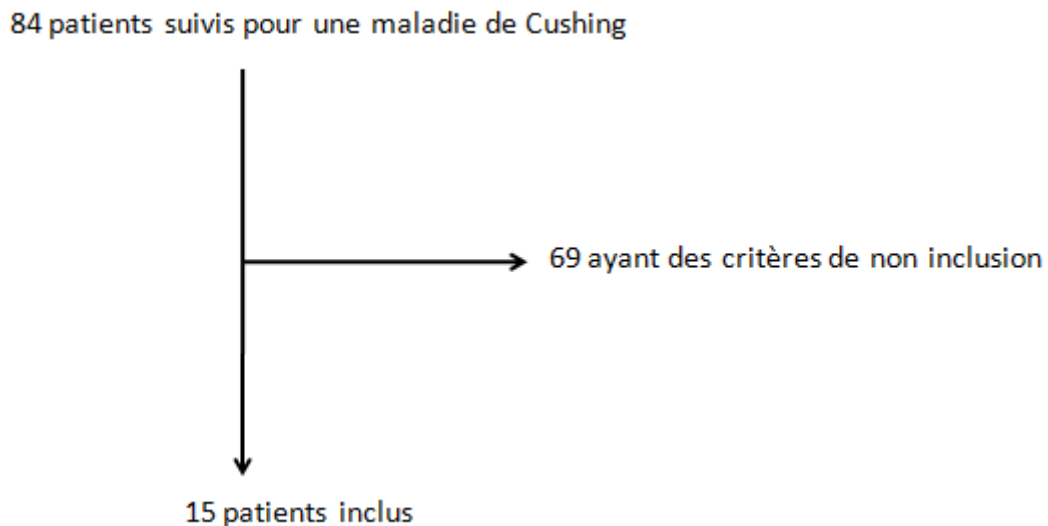 84 patients suivis pour une maladie de Cushing
69 ayant des critères de non inclusion
15 patients inclus